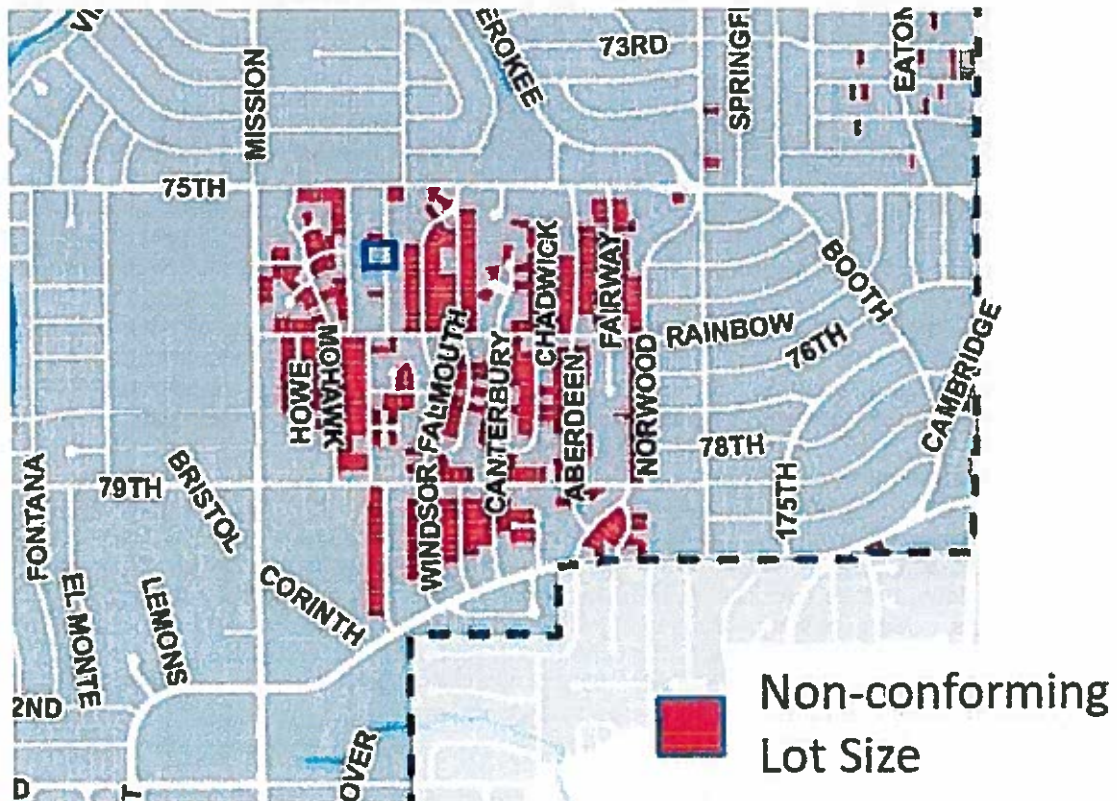 EROKEE
73RD
SPRINGFI
EATON
MISSION
75TH
CHADWICK
FAIRWAY
BOOTH
RAINBOW
76TH
CAMBRIDGE
HOWE
MOHAWK
FALMOUTH
CANTERBURY
ABERDEEN
NORWOOD
78TH
175TH
79TH
BRISTOL
WINDSOR
FONTANA
EL MONTE
LEMONS
CORINTH
2ND
OVER
D
T
Non-conforming
Lot Size